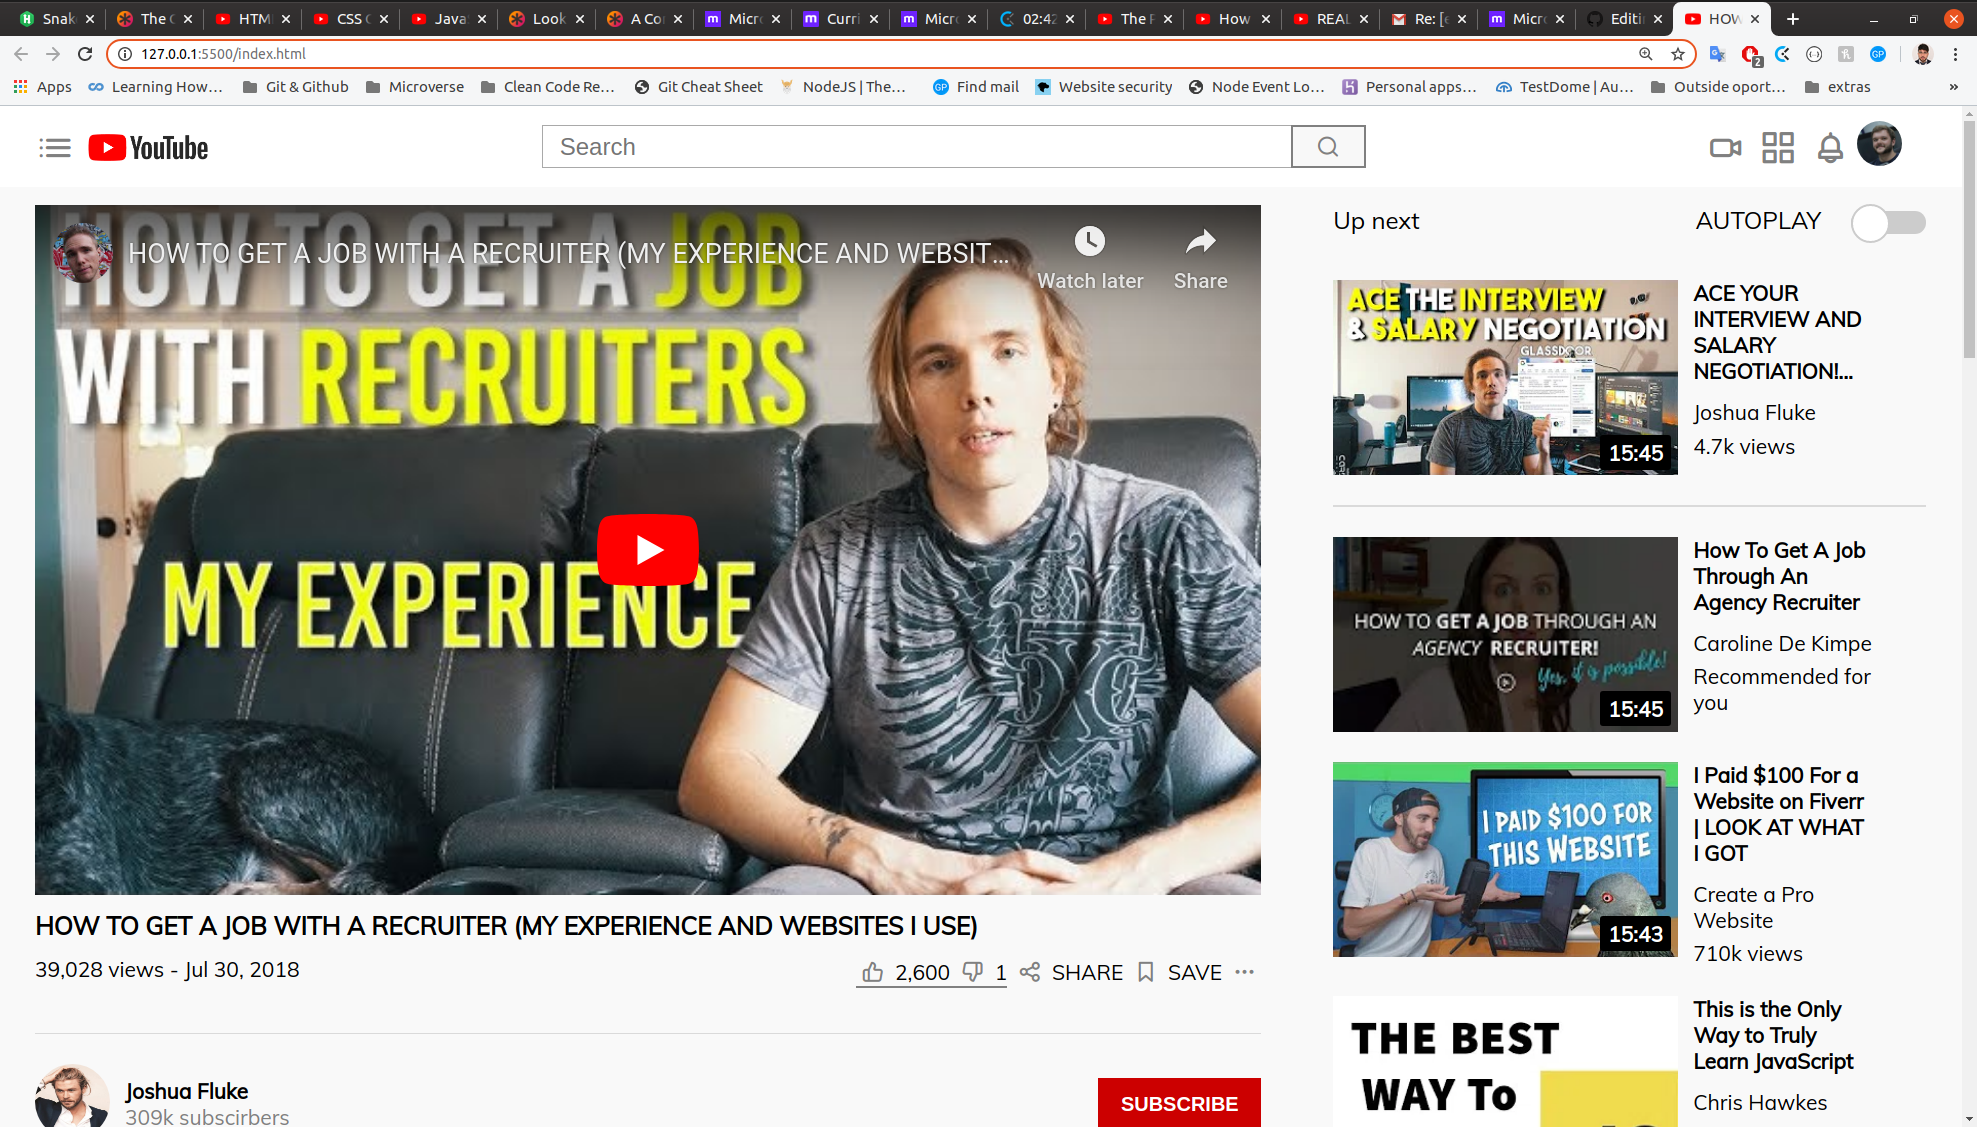 Snak
The C
HTM
CSS C
Java
Look
A Co
Micr
Curri
Micr
02:42
The F
How
REAL
Re: [e
Micr
Editi
HOW
127.0.0.1:5500/index.html
2
Apps
Learning How...
Git & Github
Microverse
Clean Code Re...
Git Cheat Sheet
NodeJS | The...
GP
Find mail
Website security
Node Event Lo...
Personal apps...
TestDome | Au...
Outside oport...
extras
»
YouTube
Search
HOW TO GET A JOB WITH A RECRUITER (MY EXPERIENCE AND WEBSIT...
Watch later
Share
HOW TO GET A JOB
WITH RECRUITERS
MY EXPERIENCE
HOW TO GET A JOB WITH A RECRUITER (MY EXPERIENCE AND WEBSITES I USE)
39,028 views - Jul 30, 2018
2,600
1
SHARE
SAVE
Joshua Fluke
309k subscirbers
SUBSCRIBE
Up next
AUTOPLAY
ACE THE INTERVIEW
& SALARY NEGOTIATION
GLASSDOOR
15:45
ACE YOUR
INTERVIEW AND
SALARY
NEGOTIATION!...
Joshua Fluke
4.7k views
HOW TO GET A JOB THROUGH AN
AGENCY RECRUITER!
Yes, it is possible!
15:45
How To Get A Job
Through An
Agency Recruiter
Caroline De Kimpe
Recommended for
you
I PAID $100 FOR
THIS WEBSITE
15:43
I Paid $100 For a
Website on Fiverr
| LOOK AT WHAT
I GOT
Create a Pro
Website
710k views
THE BEST
WAY To
This is the Only
Way to Truly
Learn JavaScript
Chris Hawkes